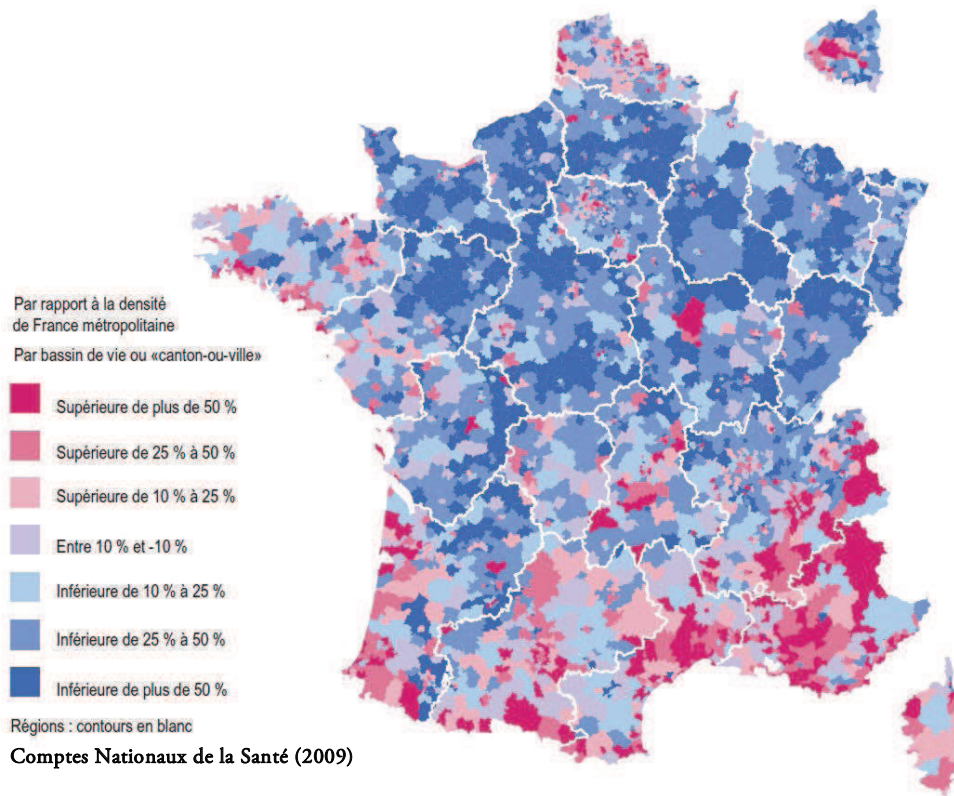 Par rapport à la densité
de France métropolitaine
Par bassin de vie ou «canton-ou-ville»
Supérieure de plus de 50 %
Supérieure de 25 % à 50 %
Supérieure de 10 % à 25 %
Entre 10 % et -10 %
Inférieure de 10 % à 25 %
Inférieure de 25 % à 50 %
Inférieure de plus de 50 %
Régions : contours en blanc
Comptes Nationaux de la Santé (2009)